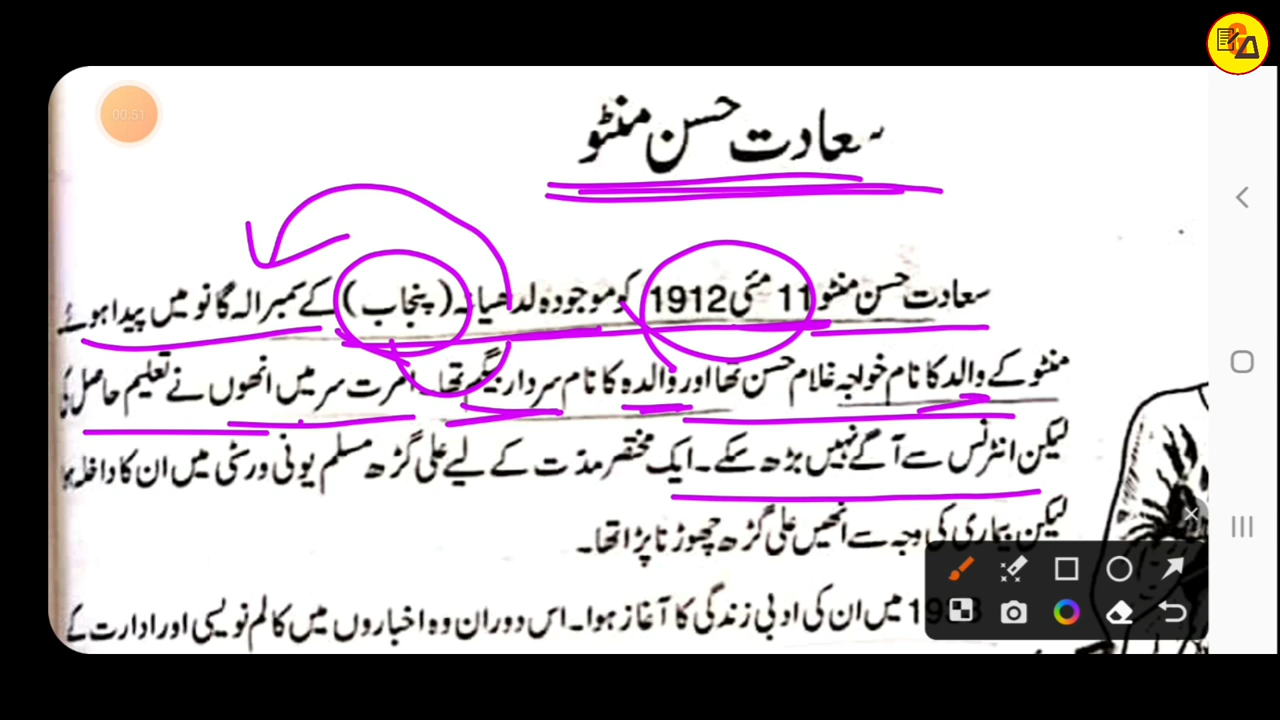 سعادت حسن منٹو
سعادت حسن منٹو 11 مئی 1912 کو موجودہ لدھیانہ (پنجاب) کے سمبرالہ گانو میں پیدا ہوئے
منٹو کے والد کا نام خواجہ غلام حسن تھا اور والدہ کا نام سردار بیگم تھا۔ امرت سر میں انھوں نے تعلیم حاصل
لیکن انٹرنس سے آگے نہیں بڑھ سکے۔ ایک مختصر مدّت کے لیے علی گڑھ مسلم یونی ورسٹی میں ان کا داخلہ
لیکن بیماری کی وجہ سے انھیں علی گڑھ چھوڑنا پڑا تھا۔
میں ان کی ادبی زندگی کا آغاز ہوا۔ اس دوران وہ اخباروں میں کالم نویسی اور ادارت کے
00:51